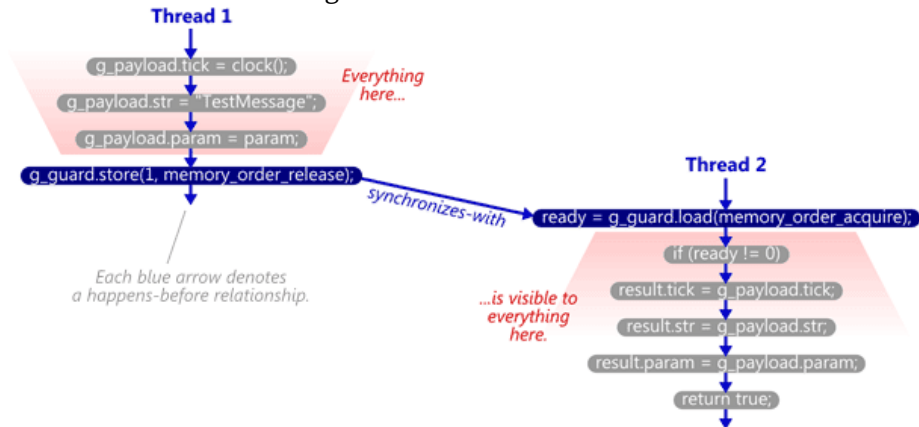 Thread 1
g_payload.tick = clock();
g_payload.str = "TestMessage";
g_payload.param = param;
g_guard.store(1, memory_order_release);
Everything
here...
synchronizes-with
Each blue arrow denotes
a happens-before relationship.
Thread 2
ready = g_guard.load(memory_order_acquire);
if (ready != 0)
result.tick = g_payload.tick;
result.str = g_payload.str;
result.param = g_payload.param;
return true;
...is visible to
everything
here.